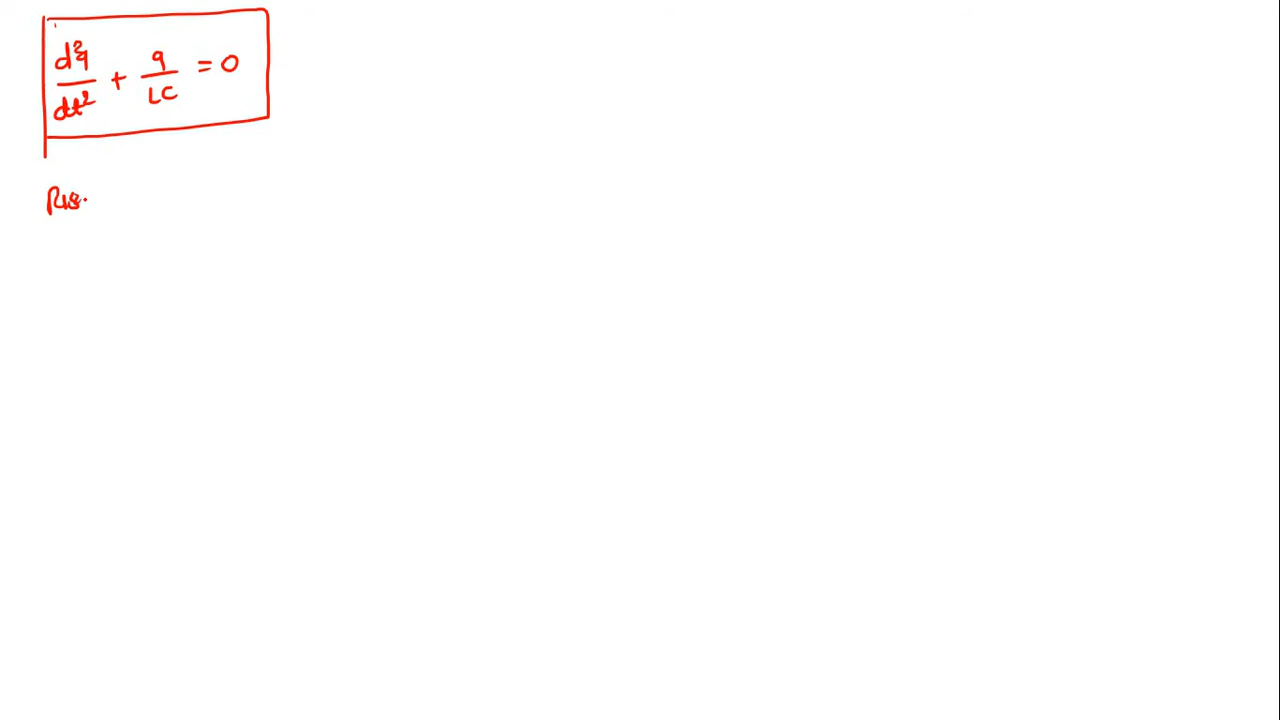 d²q/dt² + q/LC = 0